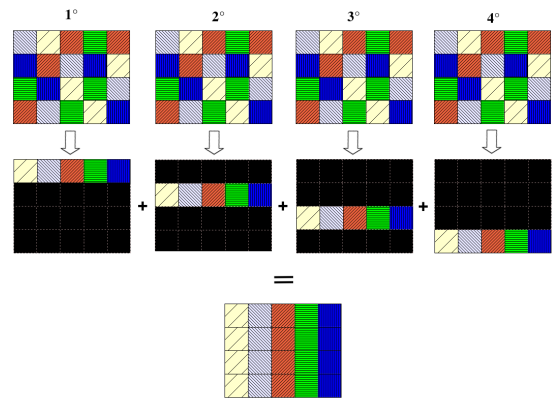 1° 2° 3° 4°
+ + +
=